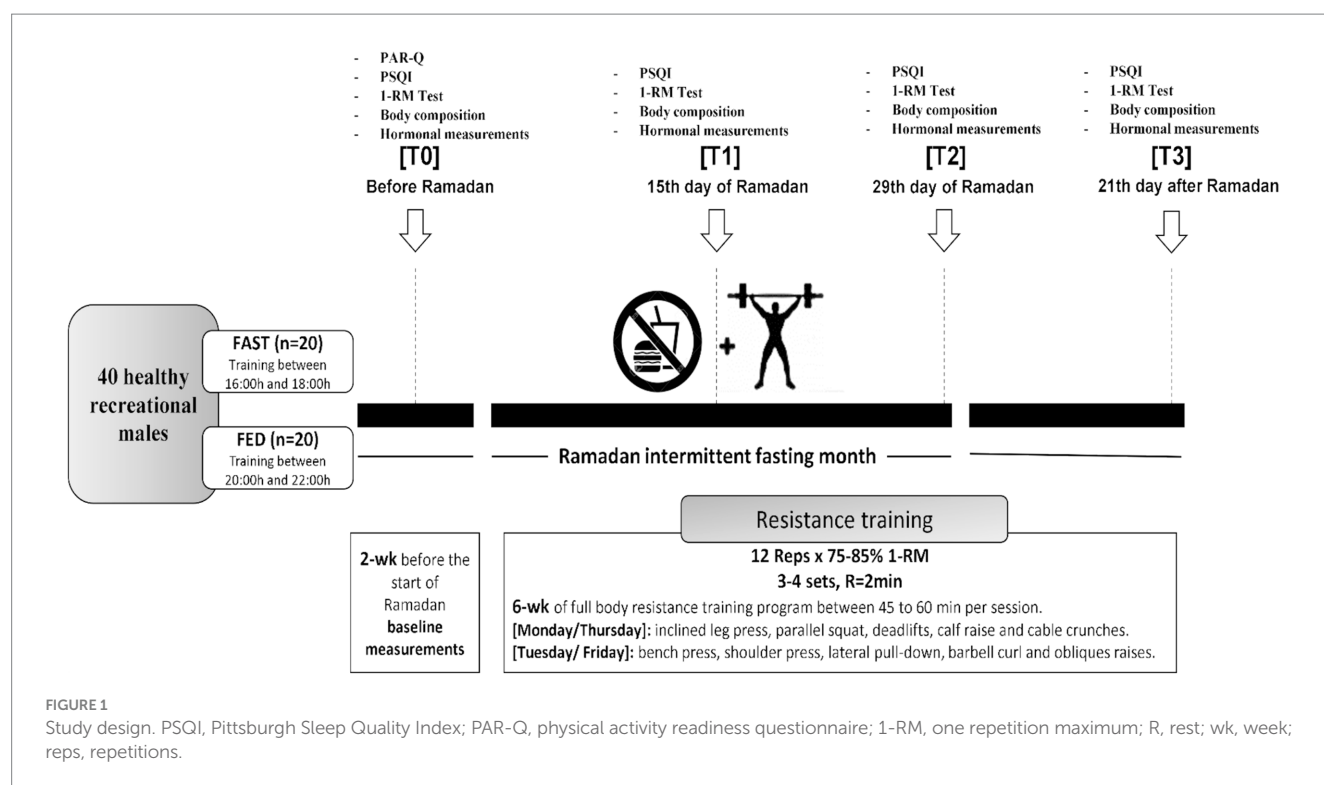 - PAR-Q
- PSQI
- 1-RM Test
- Body composition
- Hormonal measurements
[T0]
Before Ramadan
- PSQI
- 1-RM Test
- Body composition
- Hormonal measurements
[T1]
15th day of Ramadan
- PSQI
- 1-RM Test
- Body composition
- Hormonal measurements
[T2]
29th day of Ramadan
- PSQI
- 1-RM Test
- Body composition
- Hormonal measurements
[T3]
21th day after Ramadan
40 healthy
recreational
males
FAST (n=20)
Training between
16:00h and 18:00h
FED (n=20)
Training between
20:00h and 22:00h
+
Ramadan intermittent fasting month
2-wk before the
start of
Ramadan
baseline
measurements
Resistance training
12 Reps x 75-85% 1-RM
3-4 sets, R=2min
6-wk of full body resistance training program between 45 to 60 min per session.
[Monday/Thursday]: inclined leg press, parallel squat, deadlifts, calf raise and cable crunches.
[Tuesday/ Friday]: bench press, shoulder press, lateral pull-down, barbell curl and obliques raises.
FIGURE 1
Study design. PSQI, Pittsburgh Sleep Quality Index; PAR-Q, physical activity readiness questionnaire; 1-RM, one repetition maximum; R, rest; wk, week;
reps, repetitions.